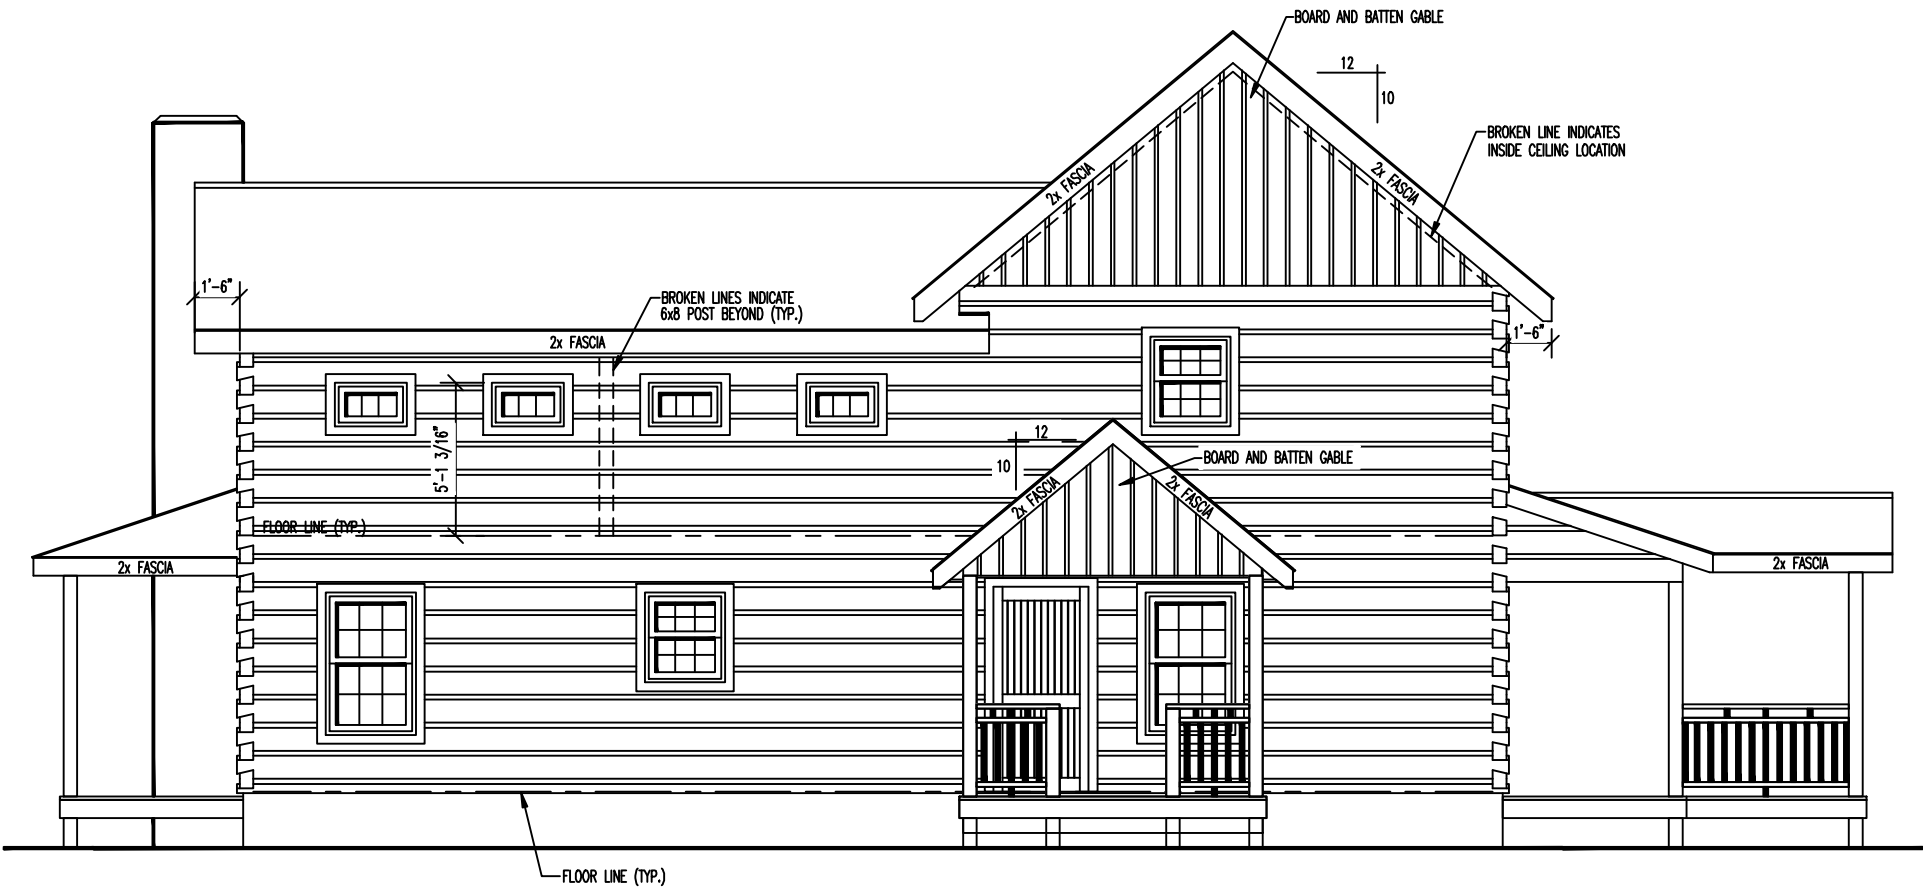 BOARD AND BATTEN GABLE
12
10
BROKEN LINE INDICATES
INSIDE CEILING LOCATION
2x FASCIA
2x FASCIA
1'-6"
BROKEN LINES INDICATE
6x8 POST BEYOND (TYP.)
2x FASCIA
1'-6"
5'-1 3/16"
12
10
BOARD AND BATTEN GABLE
2x FASCIA
2x FASCIA
FLOOR LINE (TYP.)
2x FASCIA
2x FASCIA
FLOOR LINE (TYP.)